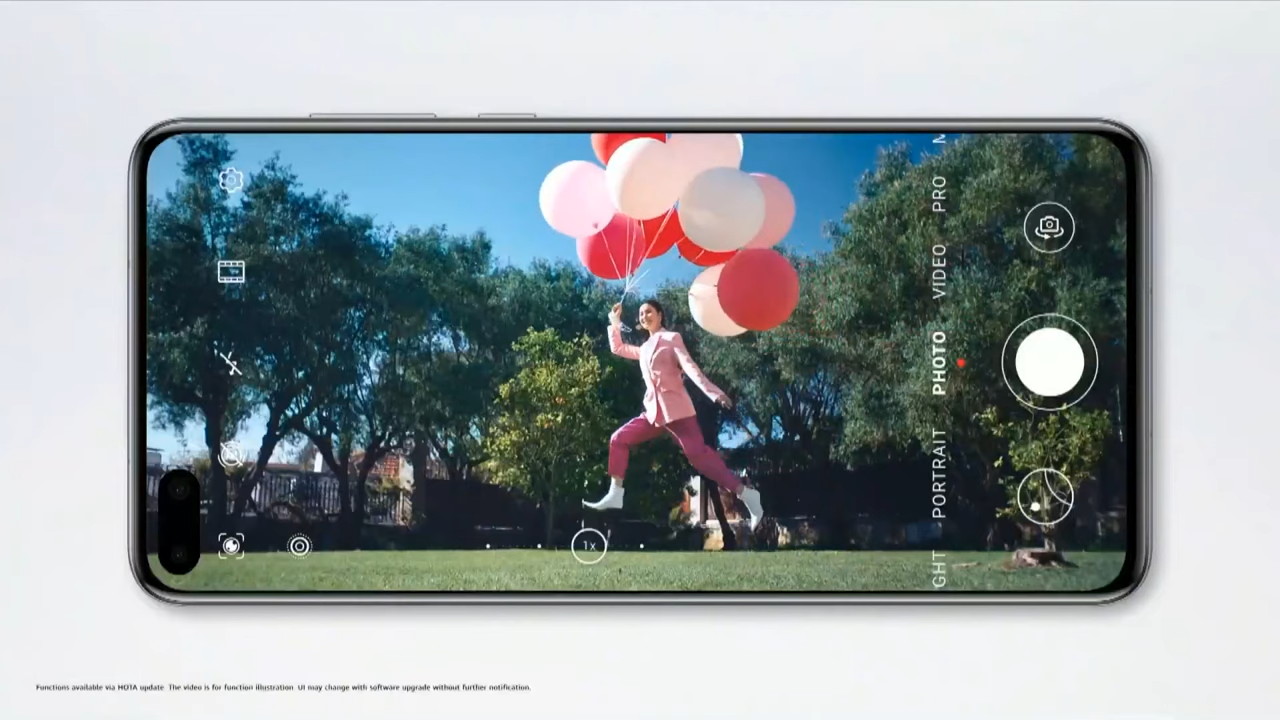 M
PRO
VIDEO
PHOTO
PORTRAIT
GHT
1x
Functions available via HOTA update. The video is for function illustration. UI may change with software upgrade without further notification.